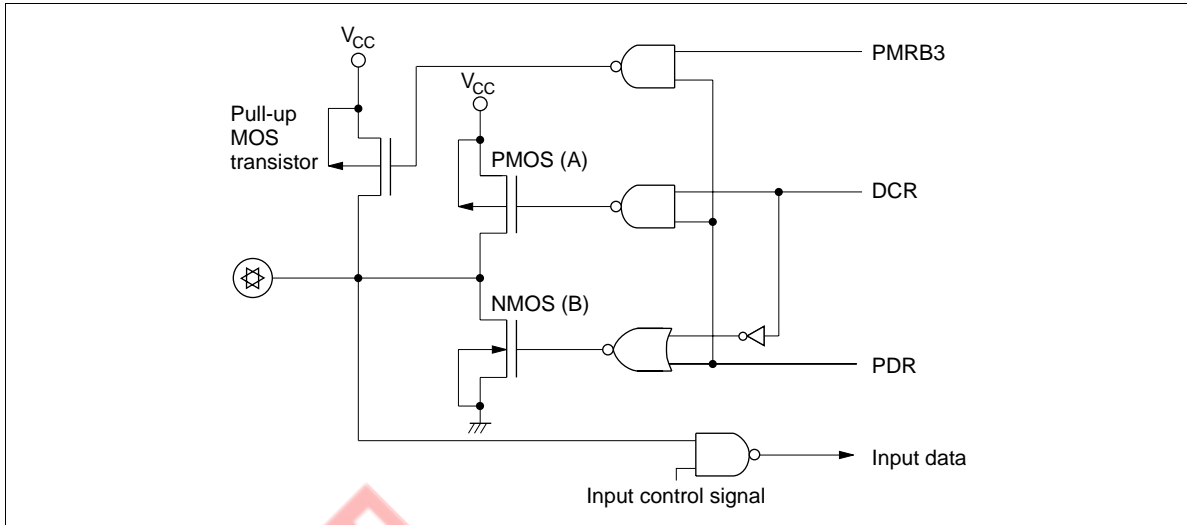 VCC
PMRB3
VCC
Pull-up
MOS
transistor
PMOS (A)
DCR
NMOS (B)
PDR
Input data
Input control signal